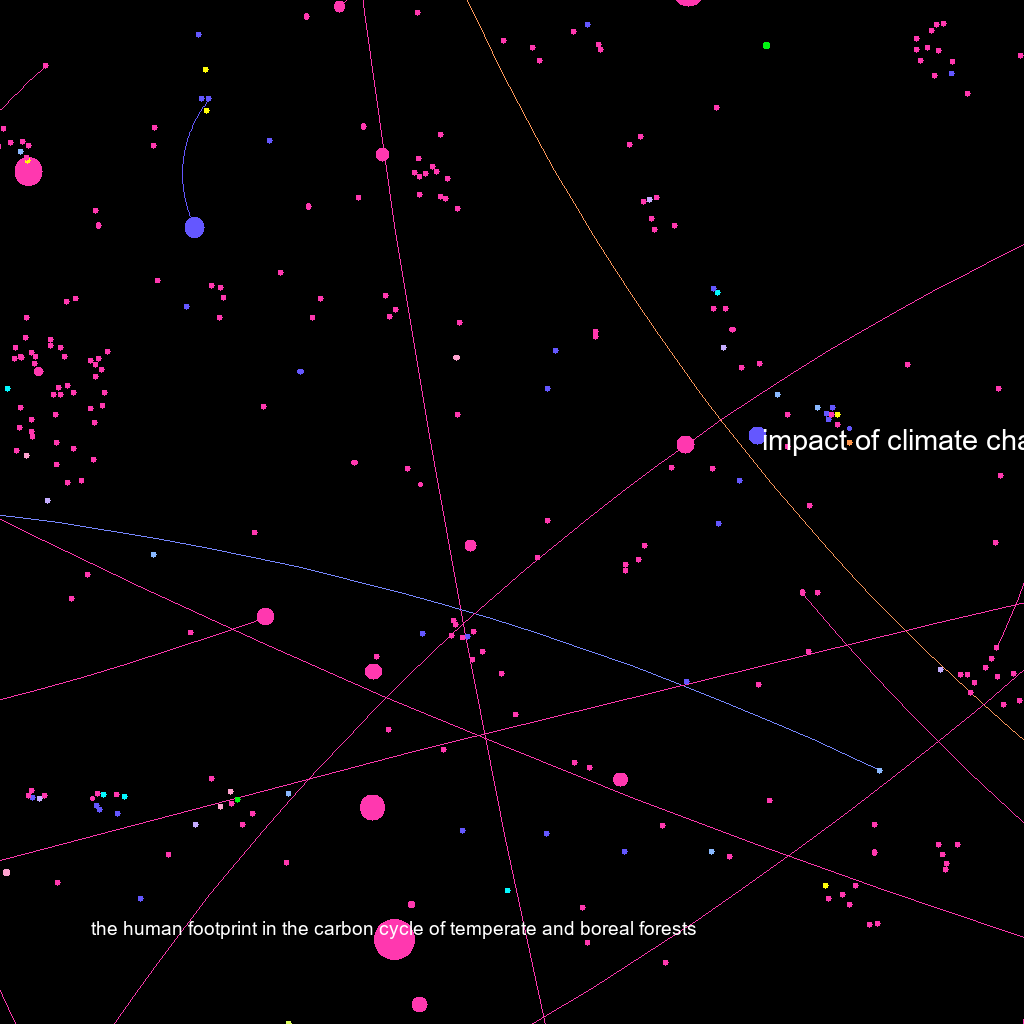 impact of climate cha
the human footprint in the carbon cycle of temperate and boreal forests